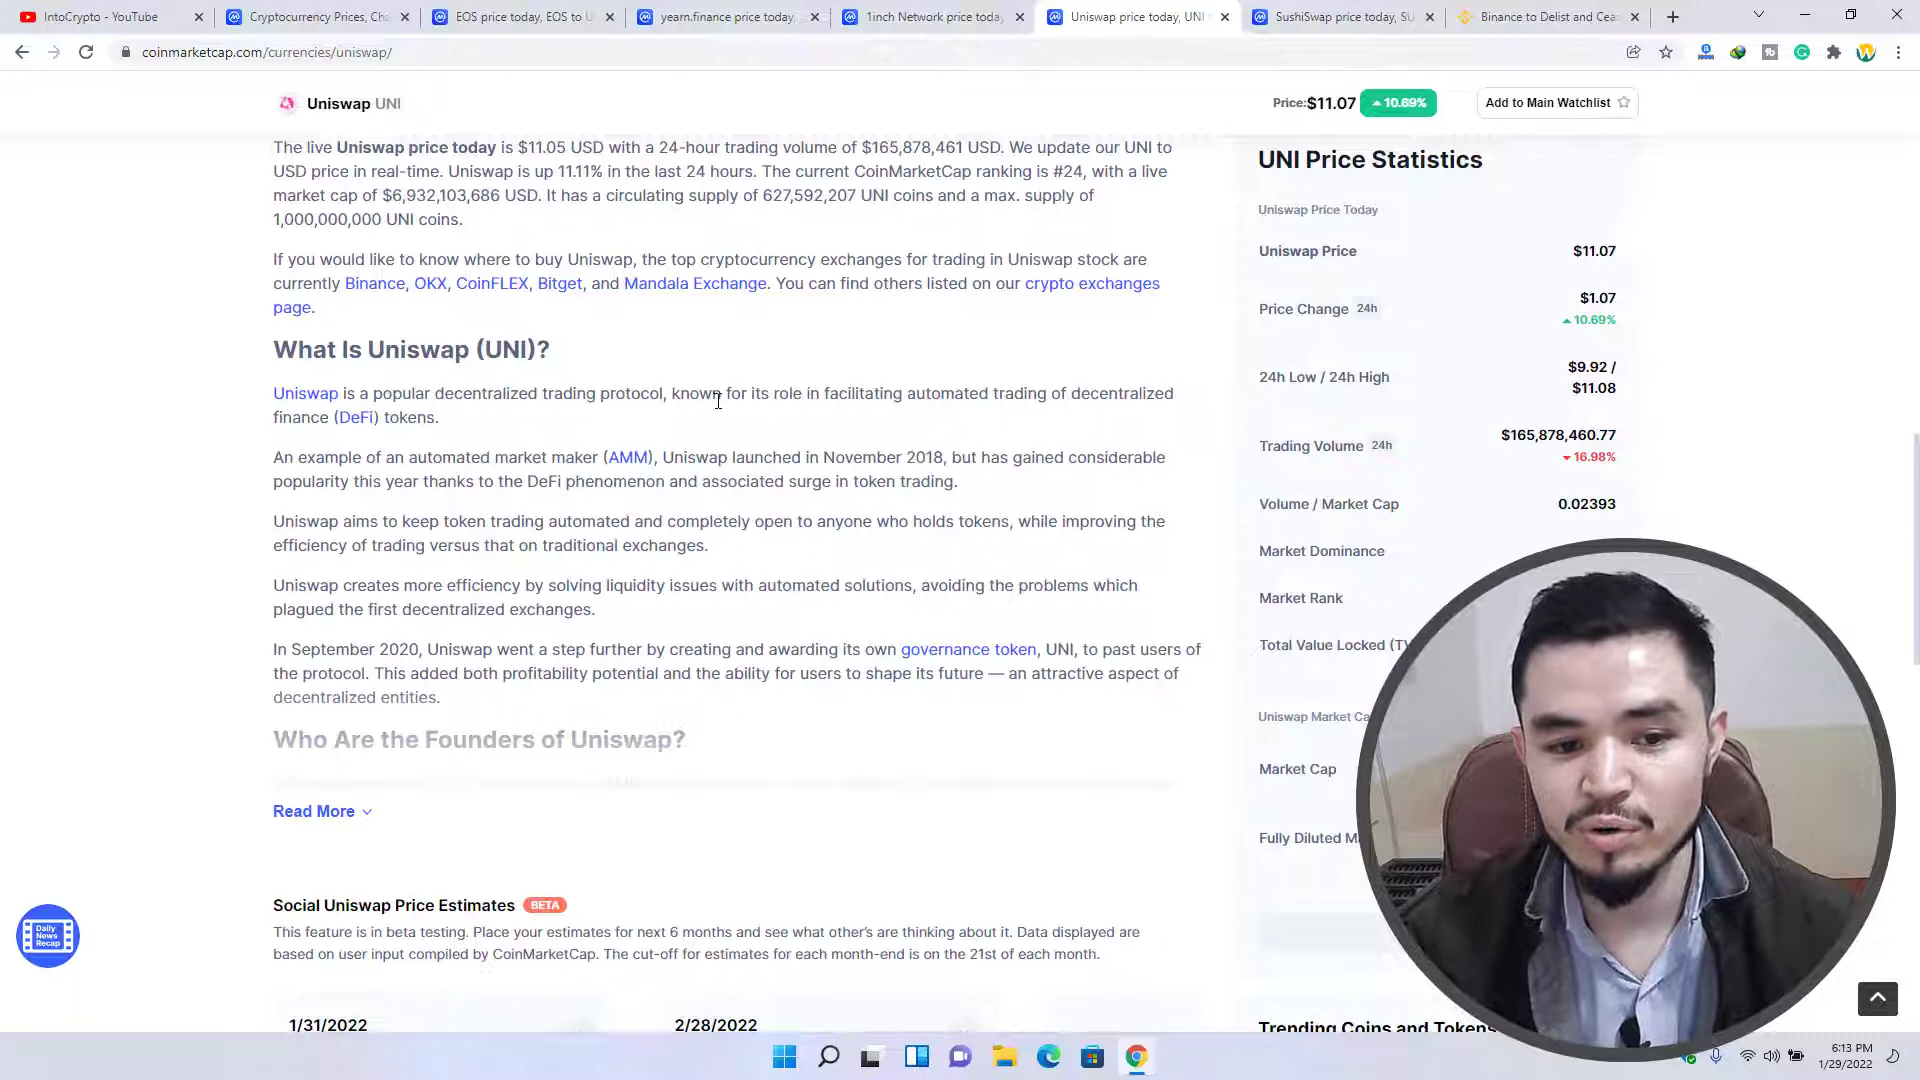 IntoCrypto - YouTube
Cryptocurrency Prices, Cha
EOS price today, EOS to U
yearn.finance price today,
1inch Network price toda
Uniswap price today, UNI
SushiSwap price today, SU
Binance to Delist and Cea
coinmarketcap.com/currencies/uniswap/
Uniswap UNI
Price:$11.07 10.69%
Add to Main Watchlist
The live Uniswap price today is $11.05 USD with a 24-hour trading volume of $165,878,461 USD. We update our UNI to
USD price in real-time. Uniswap is up 11.11% in the last 24 hours. The current CoinMarketCap ranking is #24, with a live
market cap of $6,932,103,686 USD. It has a circulating supply of 627,592,207 UNI coins and a max. supply of
1,000,000,000 UNI coins.
If you would like to know where to buy Uniswap, the top cryptocurrency exchanges for trading in Uniswap stock are
currently Binance, OKX, CoinFLEX, Bitget, and Mandala Exchange. You can find others listed on our crypto exchanges
page.
What Is Uniswap (UNI)?
Uniswap is a popular decentralized trading protocol, known for its role in facilitating automated trading of decentralized
finance (DeFi) tokens.
An example of an automated market maker (AMM), Uniswap launched in November 2018, but has gained considerable
popularity this year thanks to the DeFi phenomenon and associated surge in token trading.
Uniswap aims to keep token trading automated and completely open to anyone who holds tokens, while improving the
efficiency of trading versus that on traditional exchanges.
Uniswap creates more efficiency by solving liquidity issues with automated solutions, avoiding the problems which
plagued the first decentralized exchanges.
In September 2020, Uniswap went a step further by creating and awarding its own governance token, UNI, to past users of
the protocol. This added both profitability potential and the ability for users to shape its future — an attractive aspect of
decentralized entities.
Who Are the Founders of Uniswap?
Read More
Social Uniswap Price Estimates BETA
This feature is in beta testing. Place your estimates for next 6 months and see what other's are thinking about it. Data displayed are
based on user input compiled by CoinMarketCap. The cut-off for estimates for each month-end is on the 21st of each month.
1/31/2022
2/28/2022
UNI Price Statistics
Uniswap Price Today
Uniswap Price
$11.07
Price Change 24h
$1.07
10.69%
24h Low / 24h High
$9.92 /
$11.08
Trading Volume 24h
$165,878,460.77
16.98%
Volume / Market Cap
0.02393
Market Dominance
Market Rank
Total Value Locked (TV
Uniswap Market Ca
Market Cap
Fully Diluted M
Trending Coins and Tokens
Daily
News
Recap
6:13 PM
1/29/2022